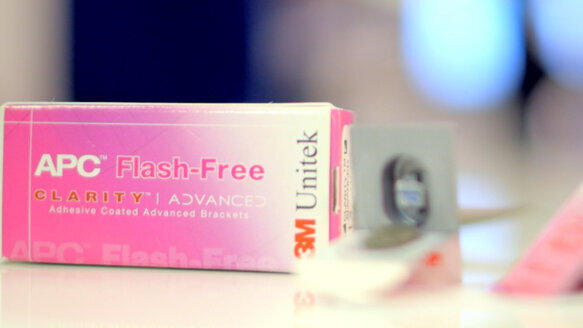 APC™ Flash-Free
CLARITY™ | ADVANCED
Adhesive Coated Advanced Brackets
APC™ Flash-Free
3M Unitek